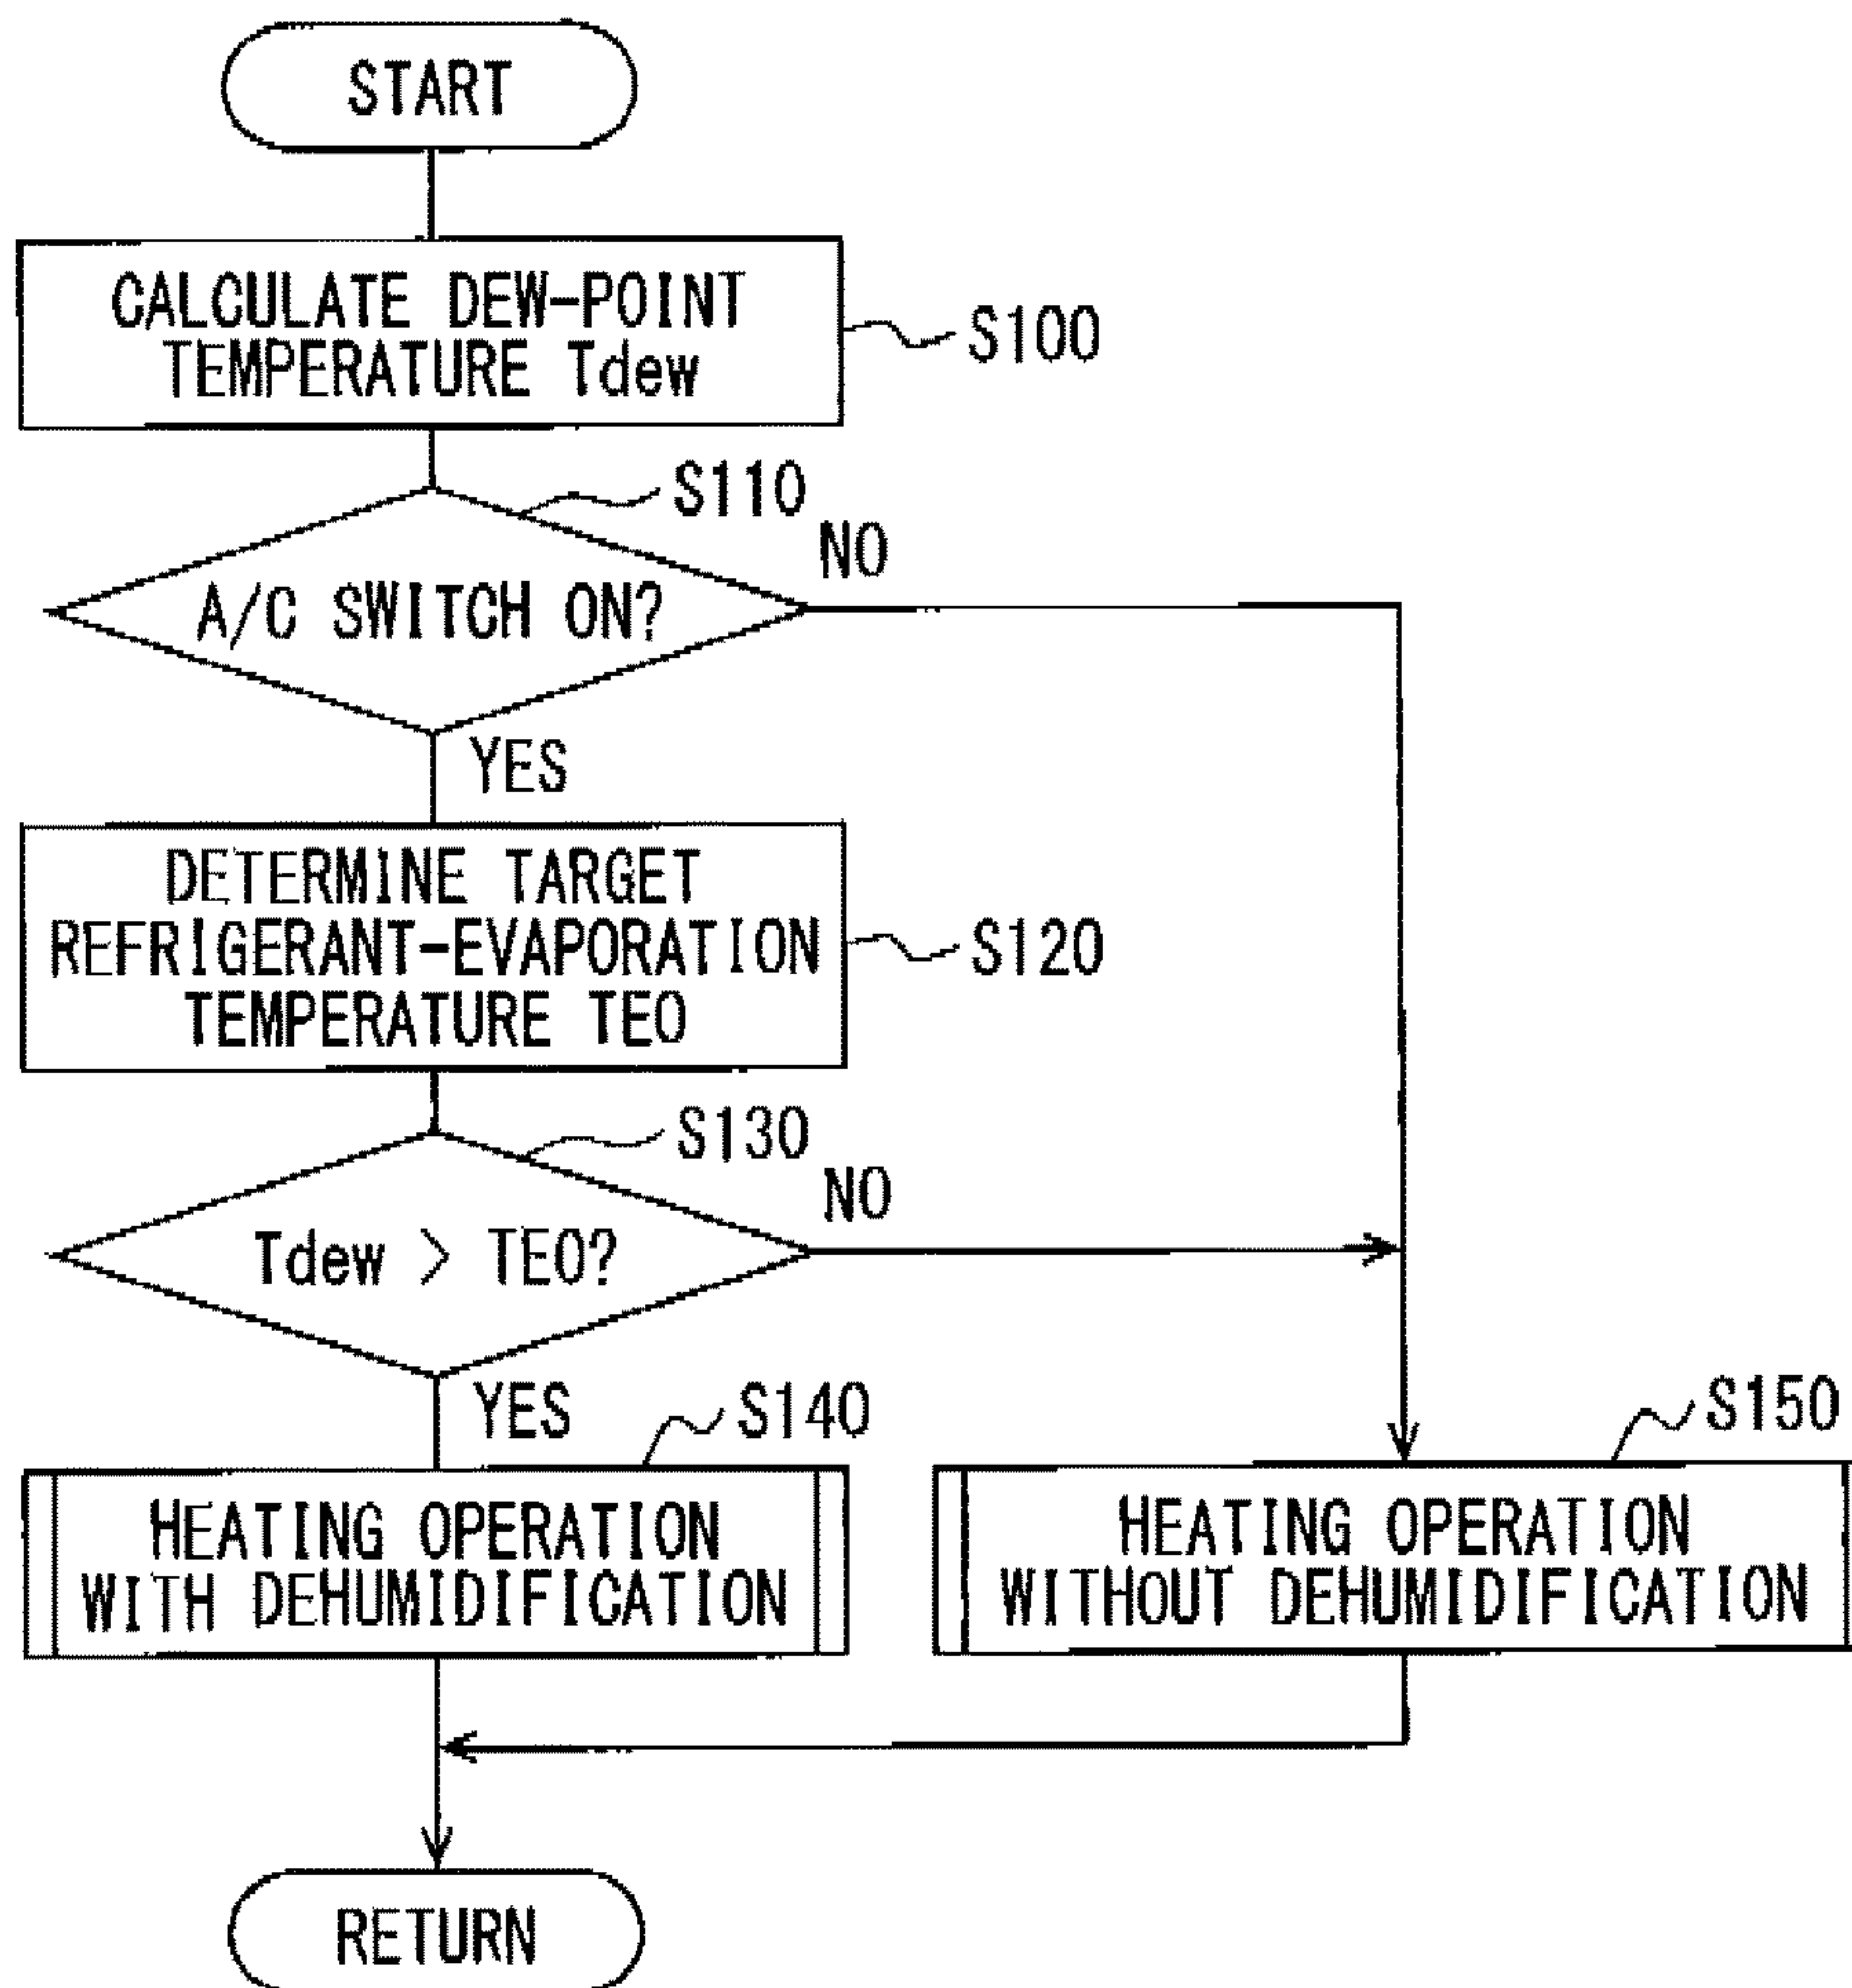 START
CALCULATE DEW-POINT
TEMPERATURE Tdew
S100
S110
A/C SWITCH ON?
NO
YES
DETERMINE TARGET
REFRIGERANT-EVAPORATION
TEMPERATURE TEO
S120
S130
Tdew > TEO?
NO
YES
S140
HEATING OPERATION
WITH DEHUMIDIFICATION
S150
HEATING OPERATION
WITHOUT DEHUMIDIFICATION
RETURN